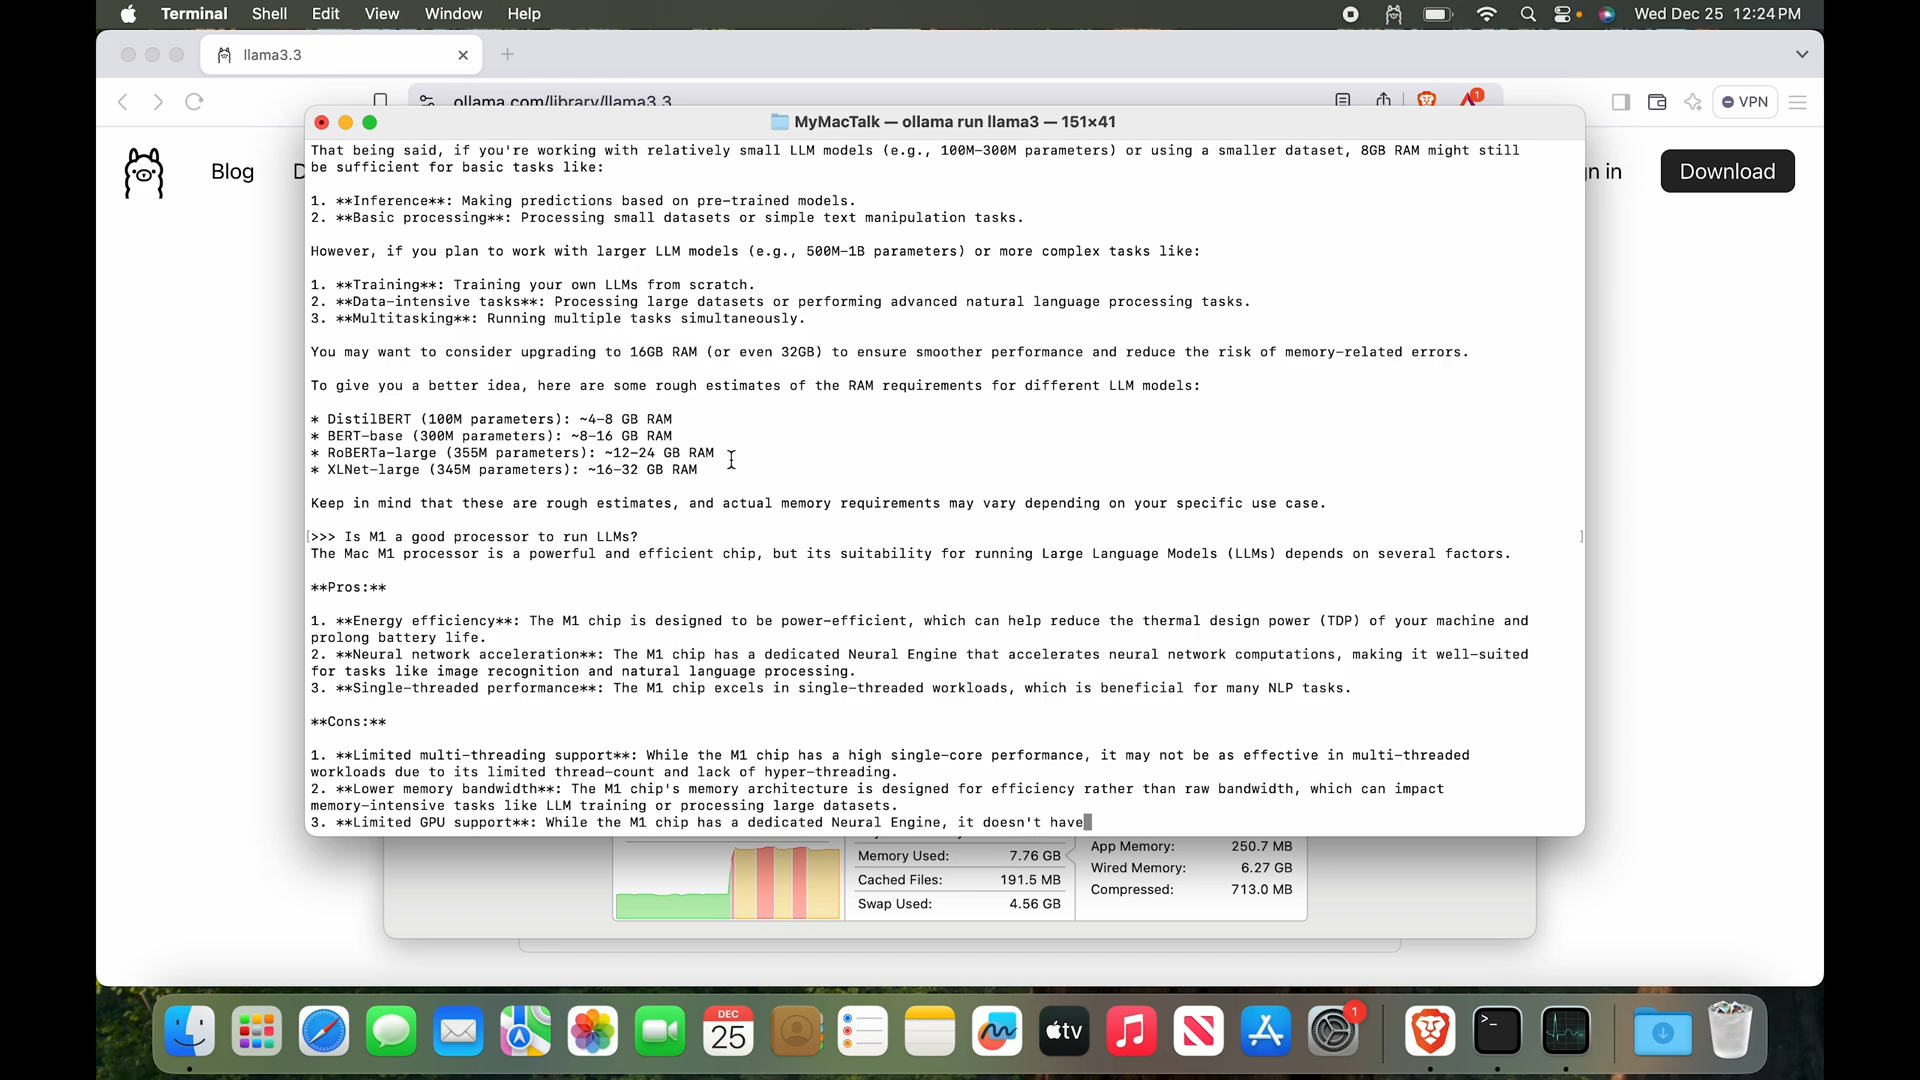 Terminal Shell Edit View Window Help Wed Dec 25 12:24 PM
llama3.3
ollama.com/library/llama3.3 1 VPN
MyMacTalk — ollama run llama3 — 151×41
Blog n in Download
That being said, if you're working with relatively small LLM models (e.g., 100M-300M parameters) or using a smaller dataset, 8GB RAM might still
be sufficient for basic tasks like:
1. **Inference**: Making predictions based on pre-trained models.
2. **Basic processing**: Processing small datasets or simple text manipulation tasks.
However, if you plan to work with larger LLM models (e.g., 500M-1B parameters) or more complex tasks like:
1. **Training**: Training your own LLMs from scratch.
2. **Data-intensive tasks**: Processing large datasets or performing advanced natural language processing tasks.
3. **Multitasking**: Running multiple tasks simultaneously.
You may want to consider upgrading to 16GB RAM (or even 32GB) to ensure smoother performance and reduce the risk of memory-related errors.
To give you a better idea, here are some rough estimates of the RAM requirements for different LLM models:
* DistilBERT (100M parameters): ~4-8 GB RAM
* BERT-base (300M parameters): ~8-16 GB RAM
* RoBERTa-large (355M parameters): ~12-24 GB RAM
* XLNet-large (345M parameters): ~16-32 GB RAM
Keep in mind that these are rough estimates, and actual memory requirements may vary depending on your specific use case.
>>> Is M1 a good processor to run LLMs?
The Mac M1 processor is a powerful and efficient chip, but its suitability for running Large Language Models (LLMs) depends on several factors.
**Pros:**
1. **Energy efficiency**: The M1 chip is designed to be power-efficient, which can help reduce the thermal design power (TDP) of your machine and
prolong battery life.
2. **Neural network acceleration**: The M1 chip has a dedicated Neural Engine that accelerates neural network computations, making it well-suited
for tasks like image recognition and natural language processing.
3. **Single-threaded performance**: The M1 chip excels in single-threaded workloads, which is beneficial for many NLP tasks.
**Cons:**
1. **Limited multi-threading support**: While the M1 chip has a high single-core performance, it may not be as effective in multi-threaded
workloads due to its limited thread-count and lack of hyper-threading.
2. **Lower memory bandwidth**: The M1 chip's memory architecture is designed for efficiency rather than raw bandwidth, which can impact
memory-intensive tasks like LLM training or processing large datasets.
3. **Limited GPU support**: While the M1 chip has a dedicated Neural Engine, it doesn't have
Memory Used: 7.76 GB App Memory: 250.7 MB
Cached Files: 191.5 MB Wired Memory: 6.27 GB
Swap Used: 4.56 GB Compressed: 713.0 MB
DEC
25
tv
1